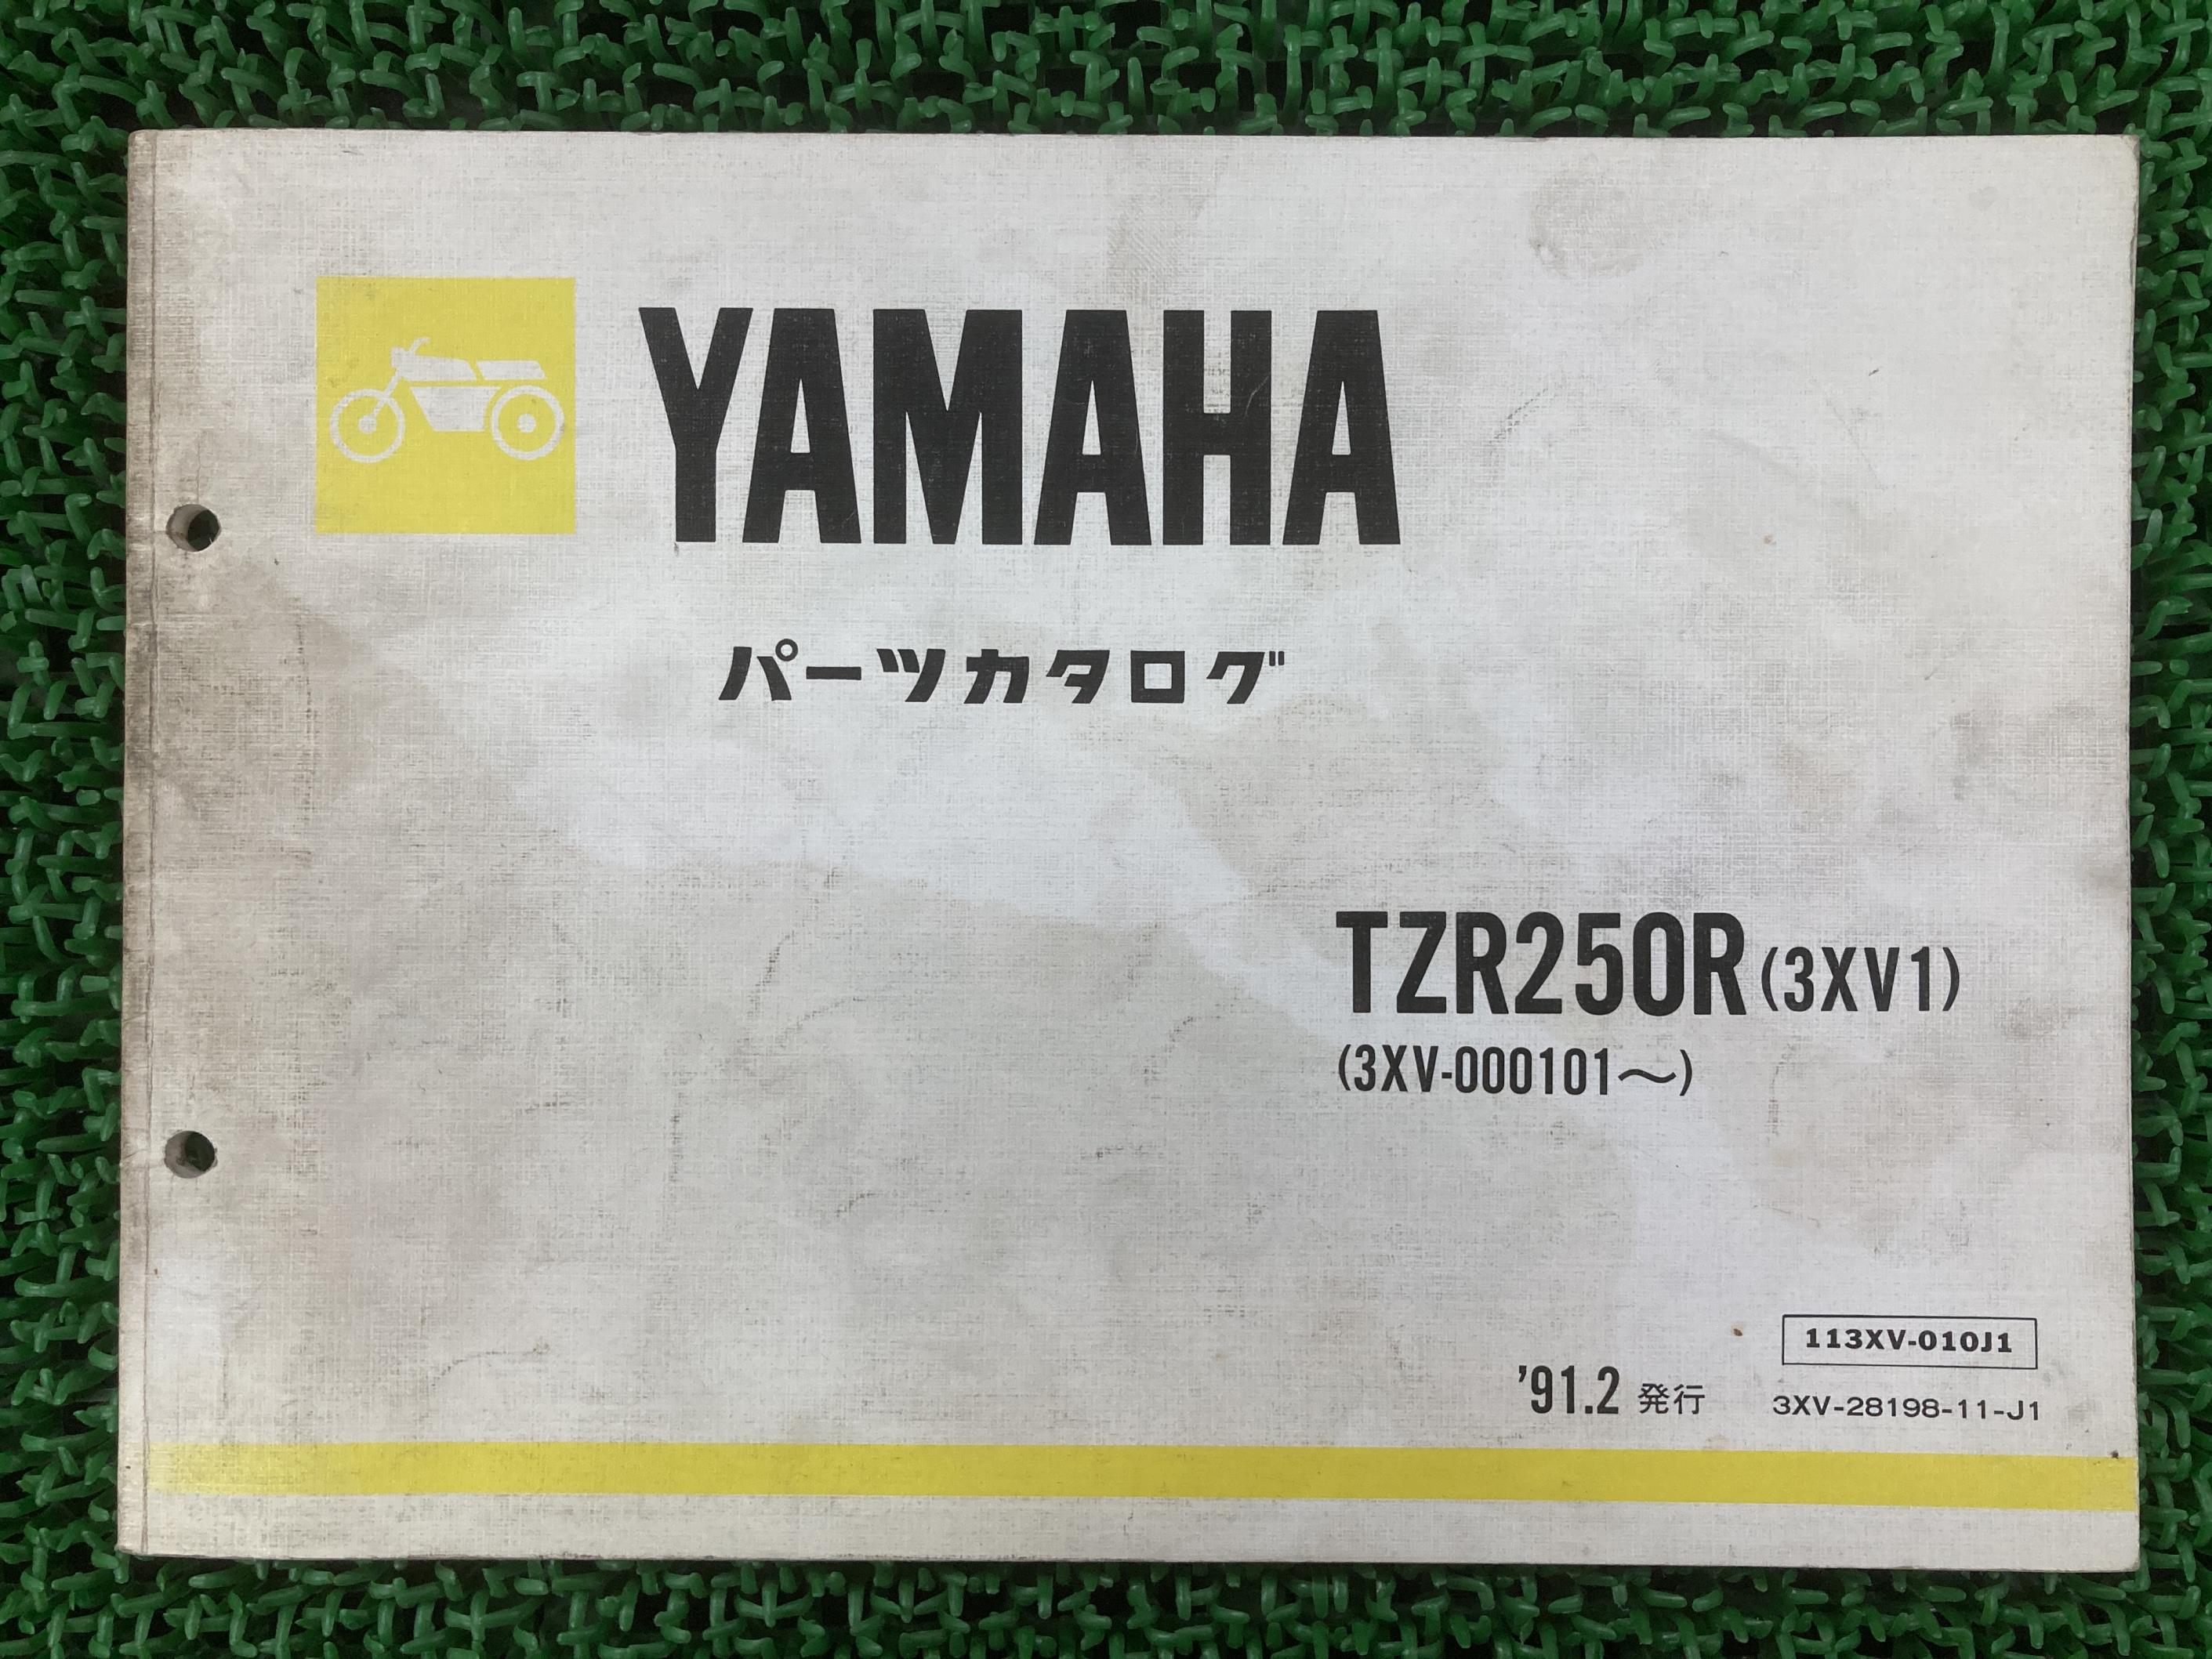 YAMAHA
パーツカタログ
TZR250R(3XV1)
(3XV-000101〜)
113XV-010J1
'91.2 発行
3XV-28198-11-J1